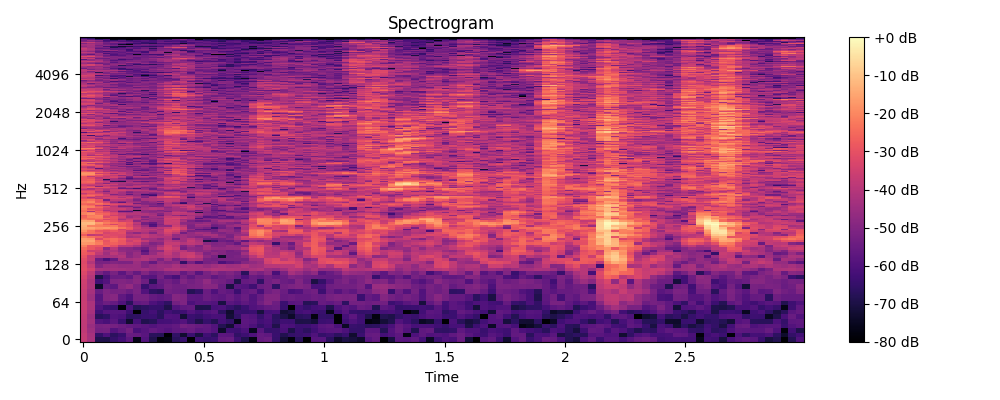 Spectrogram
Hz
4096
2048
1024
512
256
128
64
0
0
0.5
1
1.5
2
2.5
Time
+0 dB
-10 dB
-20 dB
-30 dB
-40 dB
-50 dB
-60 dB
-70 dB
-80 dB